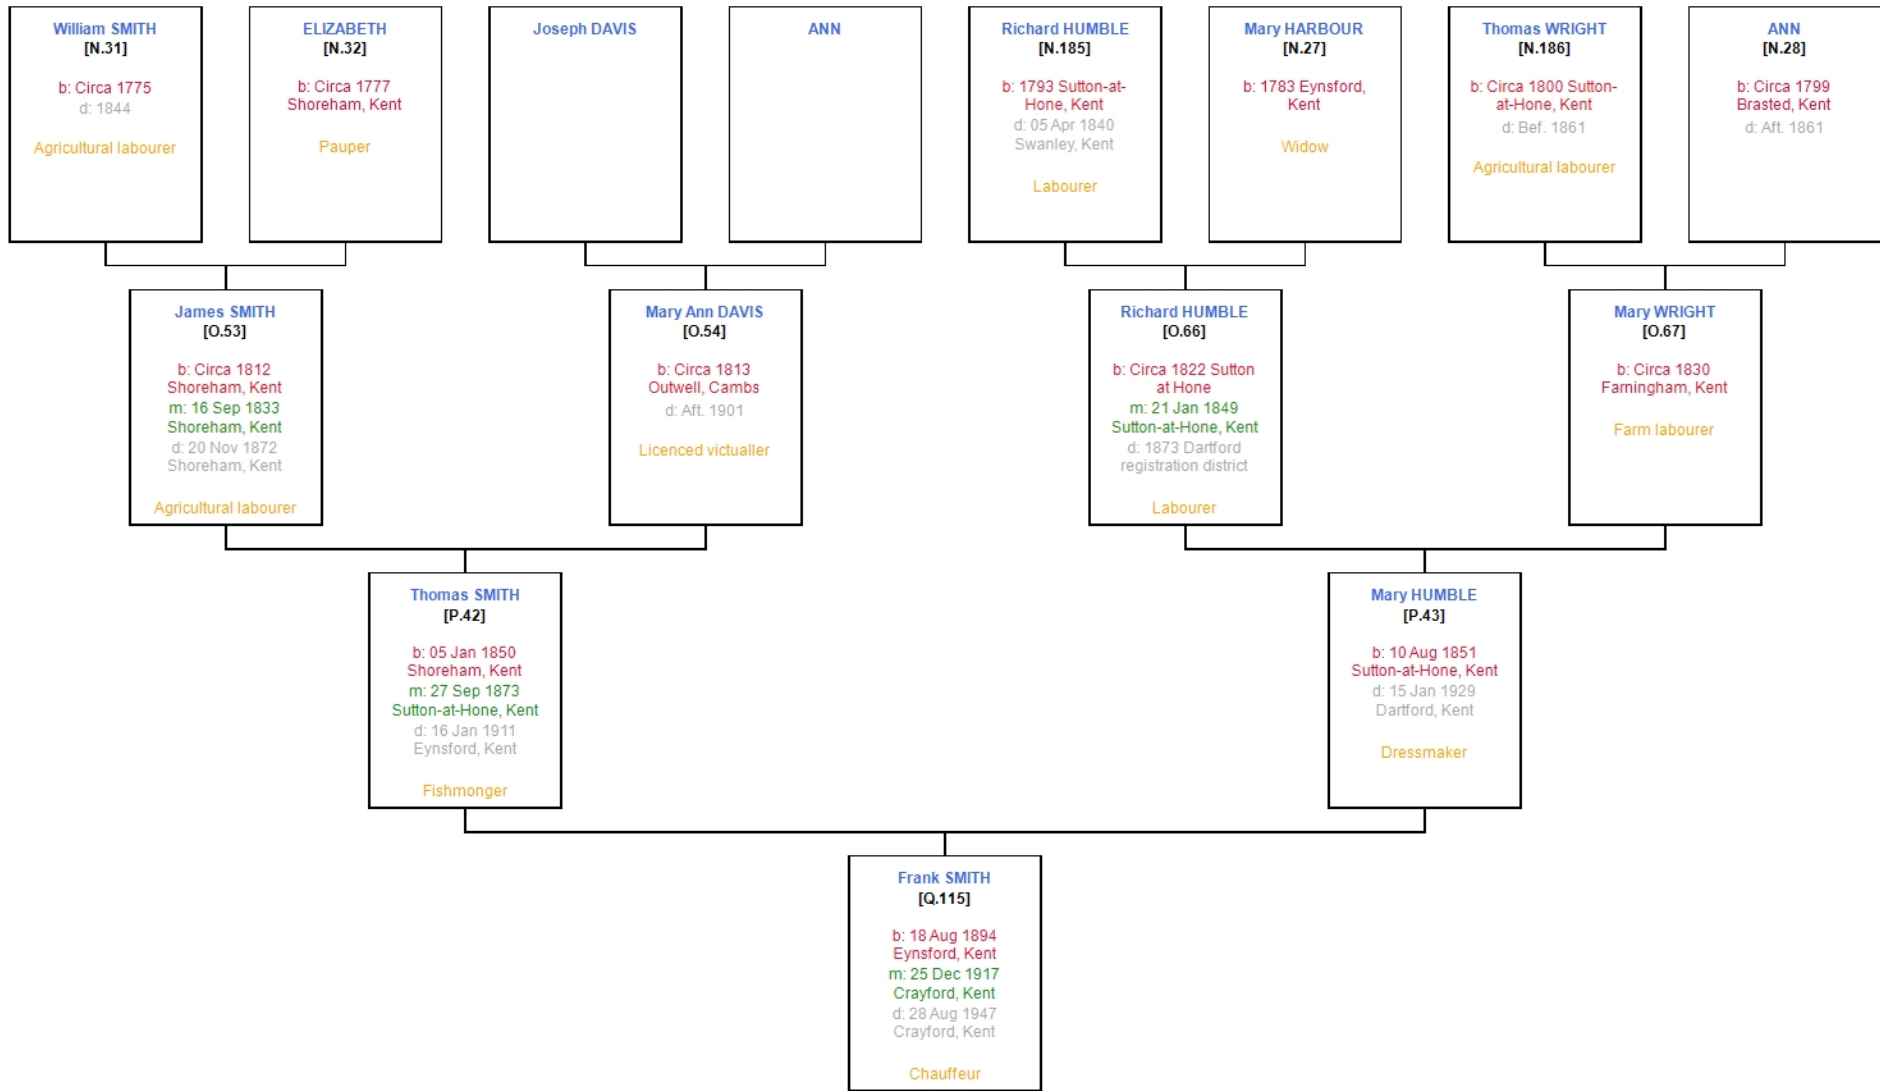 William SMITH
[N.31]
b: Circa 1775
d: 1844
Agricultural labourer
ELIZABETH
[N.32]
b: Circa 1777
Shoreham, Kent
Pauper
Joseph DAVIS
ANN
Richard HUMBLE
[N.185]
b: 1793 Sutton-at-
Hone, Kent
d: 05 Apr 1840
Swanley, Kent
Labourer
Mary HARBOUR
[N.27]
b: 1783 Eynsford,
Kent
Widow
Thomas WRIGHT
[N.186]
b: Circa 1800 Sutton-
at-Hone, Kent
d: Bef. 1861
Agricultural labourer
ANN
[N.28]
b: Circa 1799
Brasted, Kent
d: Aft. 1861
James SMITH
[O.53]
b: Circa 1812
Shoreham, Kent
m: 16 Sep 1833
Shoreham, Kent
d: 20 Nov 1872
Shoreham, Kent
Agricultural labourer
Mary Ann DAVIS
[O.54]
b: Circa 1813
Outwell, Cambs
d: Aft. 1901
Licenced victualler
Richard HUMBLE
[O.66]
b: Circa 1822 Sutton
at Hone
m: 21 Jan 1849
Sutton-at-Hone, Kent
d: 1873 Dartford
registration district
Labourer
Mary WRIGHT
[O.67]
b: Circa 1830
Farningham, Kent
Farm labourer
Thomas SMITH
[P.42]
b: 05 Jan 1850
Shoreham, Kent
m: 27 Sep 1873
Sutton-at-Hone, Kent
d: 16 Jan 1911
Eynsford, Kent
Fishmonger
Mary HUMBLE
[P.43]
b: 10 Aug 1851
Sutton-at-Hone, Kent
d: 15 Jan 1929
Dartford, Kent
Dressmaker
Frank SMITH
[Q.115]
b: 18 Aug 1894
Eynsford, Kent
m: 25 Dec 1917
Crayford, Kent
d: 28 Aug 1947
Crayford, Kent
Chauffeur